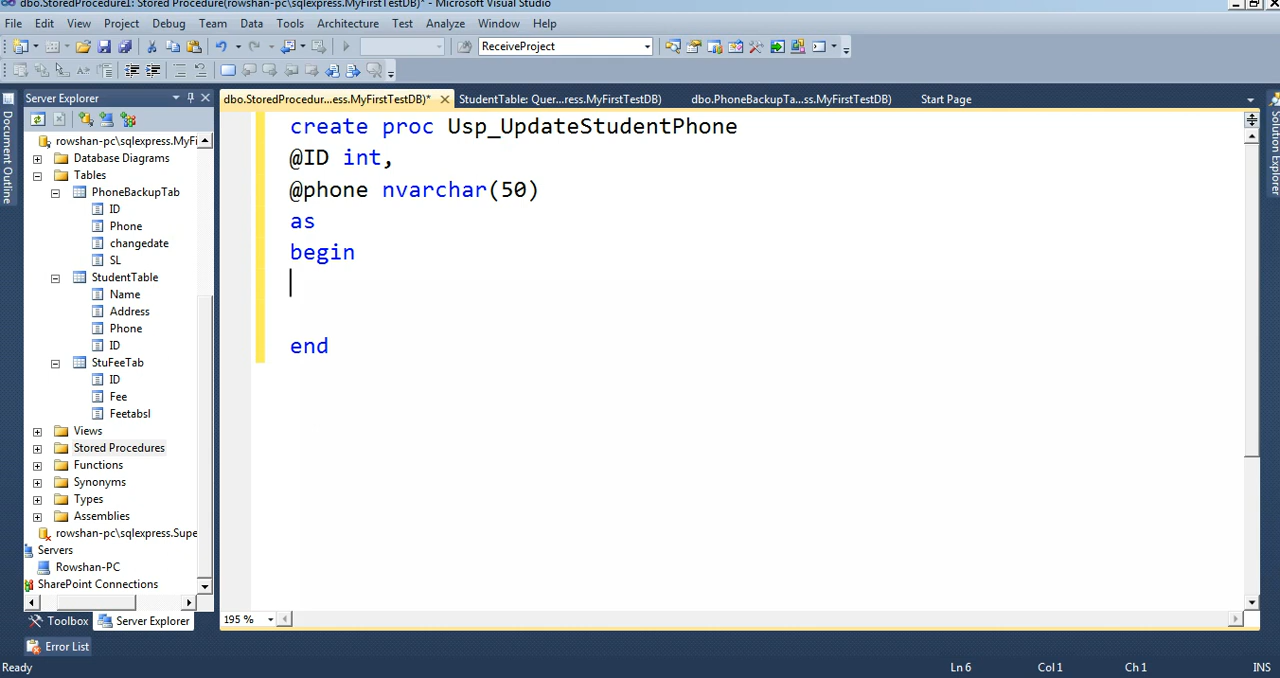 dbo.StoredProcedure1: Stored Procedure(rowshan-pc\sqlexpress.MyFirstTestDB)* - Microsoft Visual Studio
File Edit View Project Debug Team Data Tools Architecture Test Analyze Window Help
ReceiveProject
Document Outline
Server Explorer
rowshan-pc\sqlexpress.MyFi
Database Diagrams
Tables
PhoneBackupTab
ID
Phone
changedate
SL
StudentTable
Name
Address
Phone
ID
StuFeeTab
ID
Fee
Feetabsl
Views
Stored Procedures
Functions
Synonyms
Types
Assemblies
rowshan-pc\sqlexpress.Supe
Servers
Rowshan-PC
SharePoint Connections
Toolbox Server Explorer
Error List
dbo.StoredProcedur...ess.MyFirstTestDB)* StudentTable: Quer...ress.MyFirstTestDB) dbo.PhoneBackupTa...ss.MyFirstTestDB) Start Page
create proc Usp_UpdateStudentPhone
@ID int,
@phone nvarchar(50)
as
begin
end
195 %
Solution Explorer
Ready Ln 6 Col 1 Ch 1 INS